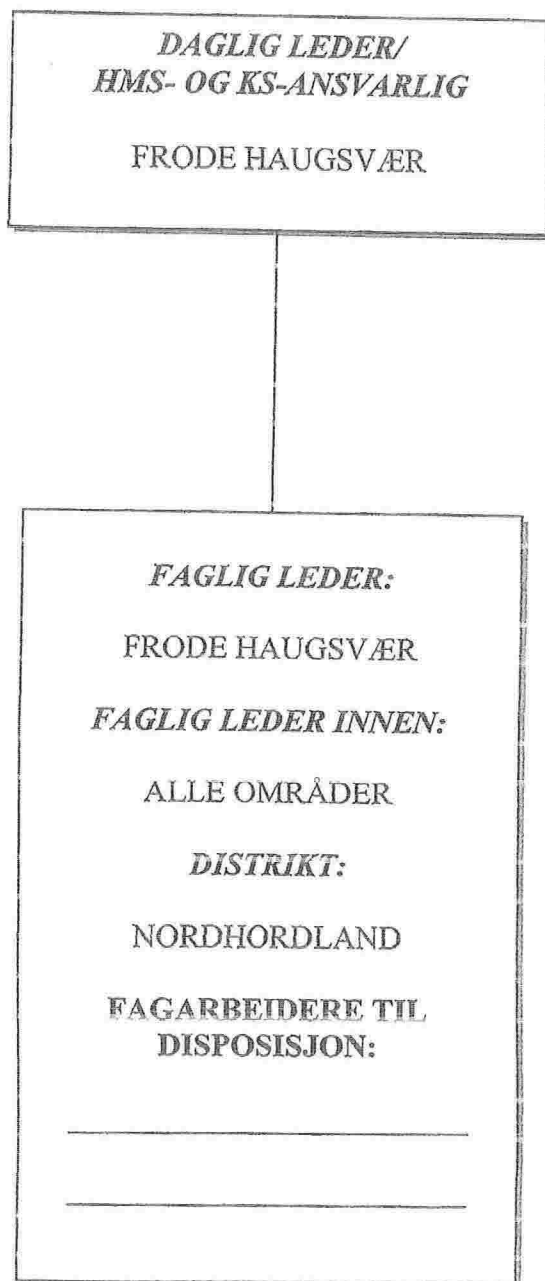 DAGLIG LEDER/
HMS- OG KS-ANSVARLIG
FRODE HAUGSVÆR
FAGLIG LEDER:
FRODE HAUGSVÆR
FAGLIG LEDER INNEN:
ALLE OMRÅDER
DISTRIKT:
NORDHORDLAND
FAGARBEIDERE TIL
DISPOSISJON: